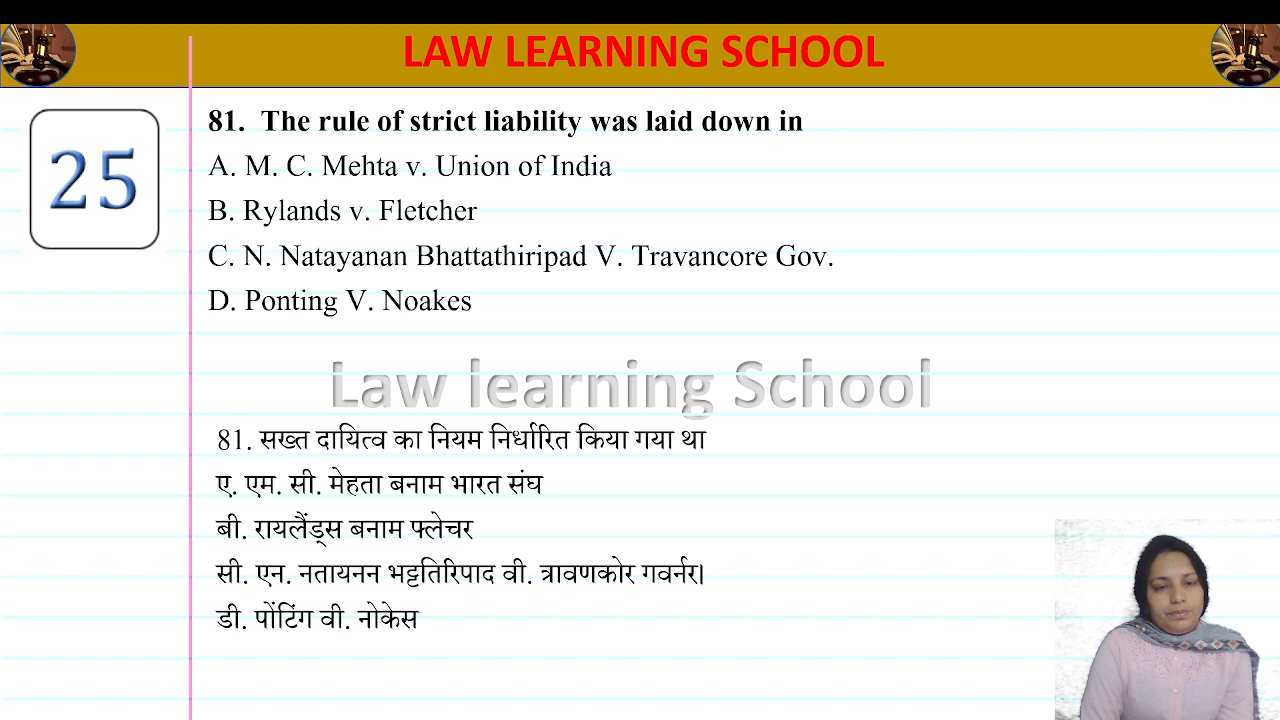 LAW LEARNING SCHOOL
25
81. The rule of strict liability was laid down in
A. M. C. Mehta v. Union of India
B. Rylands v. Fletcher
C. N. Natayanan Bhattathiripad V. Travancore Gov.
D. Ponting V. Noakes
Law learning School
81. सख्त दायित्व का नियम निर्धारित किया गया था
ए. एम. सी. मेहता बनाम भारत संघ
बी. रायलैंड्स बनाम फ्लेचर
सी. एन. नतायनन भट्टतिरिपाद वी. त्रावणकोर गवर्नर।
डी. पोंटिंग वी. नोकेस